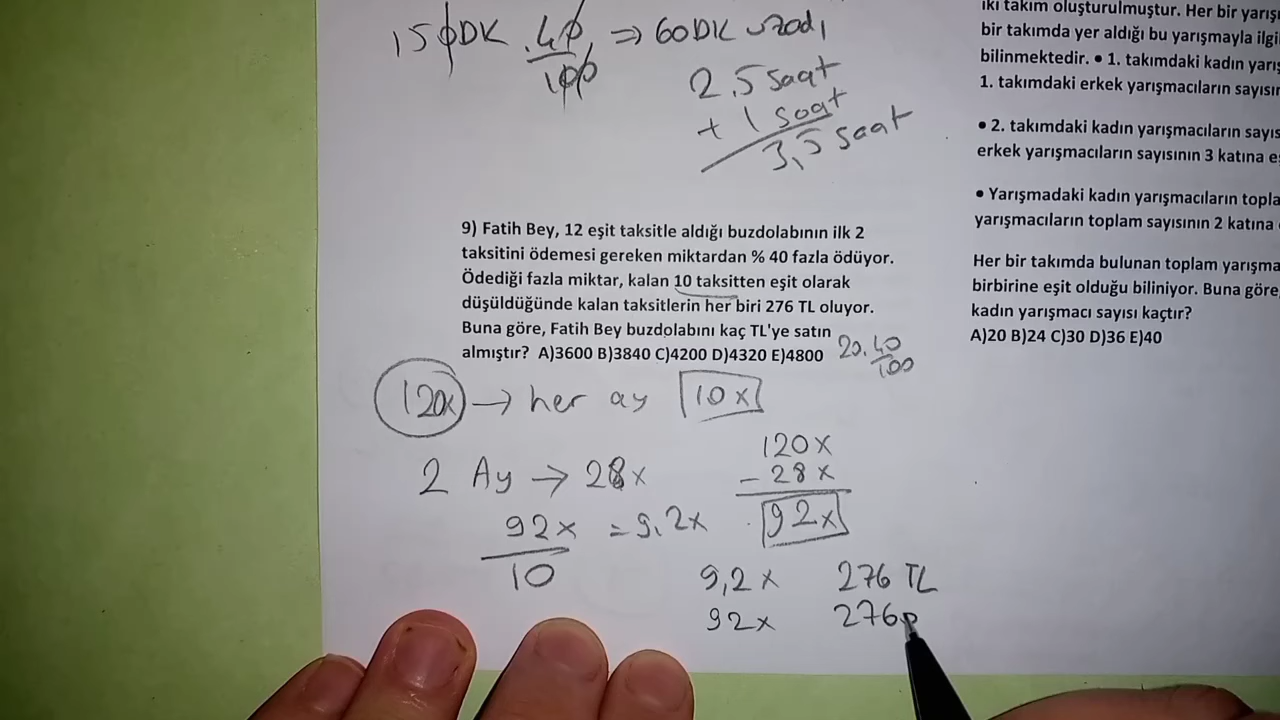 150DK . 40/100 ⇒ 60DK uzadı
2,5 saat
+ 1 saat
3,5 saat
9) Fatih Bey, 12 eşit taksitle aldığı buzdolabının ilk 2
taksitini ödemesi gereken miktardan % 40 fazla ödüyor.
Ödediği fazla miktar, kalan 10 taksitten eşit olarak
düşüldüğünde kalan taksitlerin her biri 276 TL oluyor.
Buna göre, Fatih Bey buzdolabını kaç TL'ye satın
almıştır? A)3600 B)3840 C)4200 D)4320 E)4800
20. 40/100
120x → her ay 10x
2 Ay → 28x
92x/10 = 9,2x
120x
- 28x
92x
9,2x 276 TL
92x 2760
iki takım oluşturulmuştur. Her bir
bir takımda yer aldığı bu yarışmayla
bilinmektedir. • 1. takımdaki kadın
1. takımdaki erkek yarışmacıların
• 2. takımdaki kadın yarışmacıların
erkek yarışmacıların sayısının 3 katına
• Yarışmadaki kadın yarışmacıların
yarışmacıların toplam sayısının 2 katına
Her bir takımda bulunan toplam
birbirine eşit olduğu biliniyor. Buna göre,
kadın yarışmacı sayısı kaçtır?
A)20 B)24 C)30 D)36 E)40